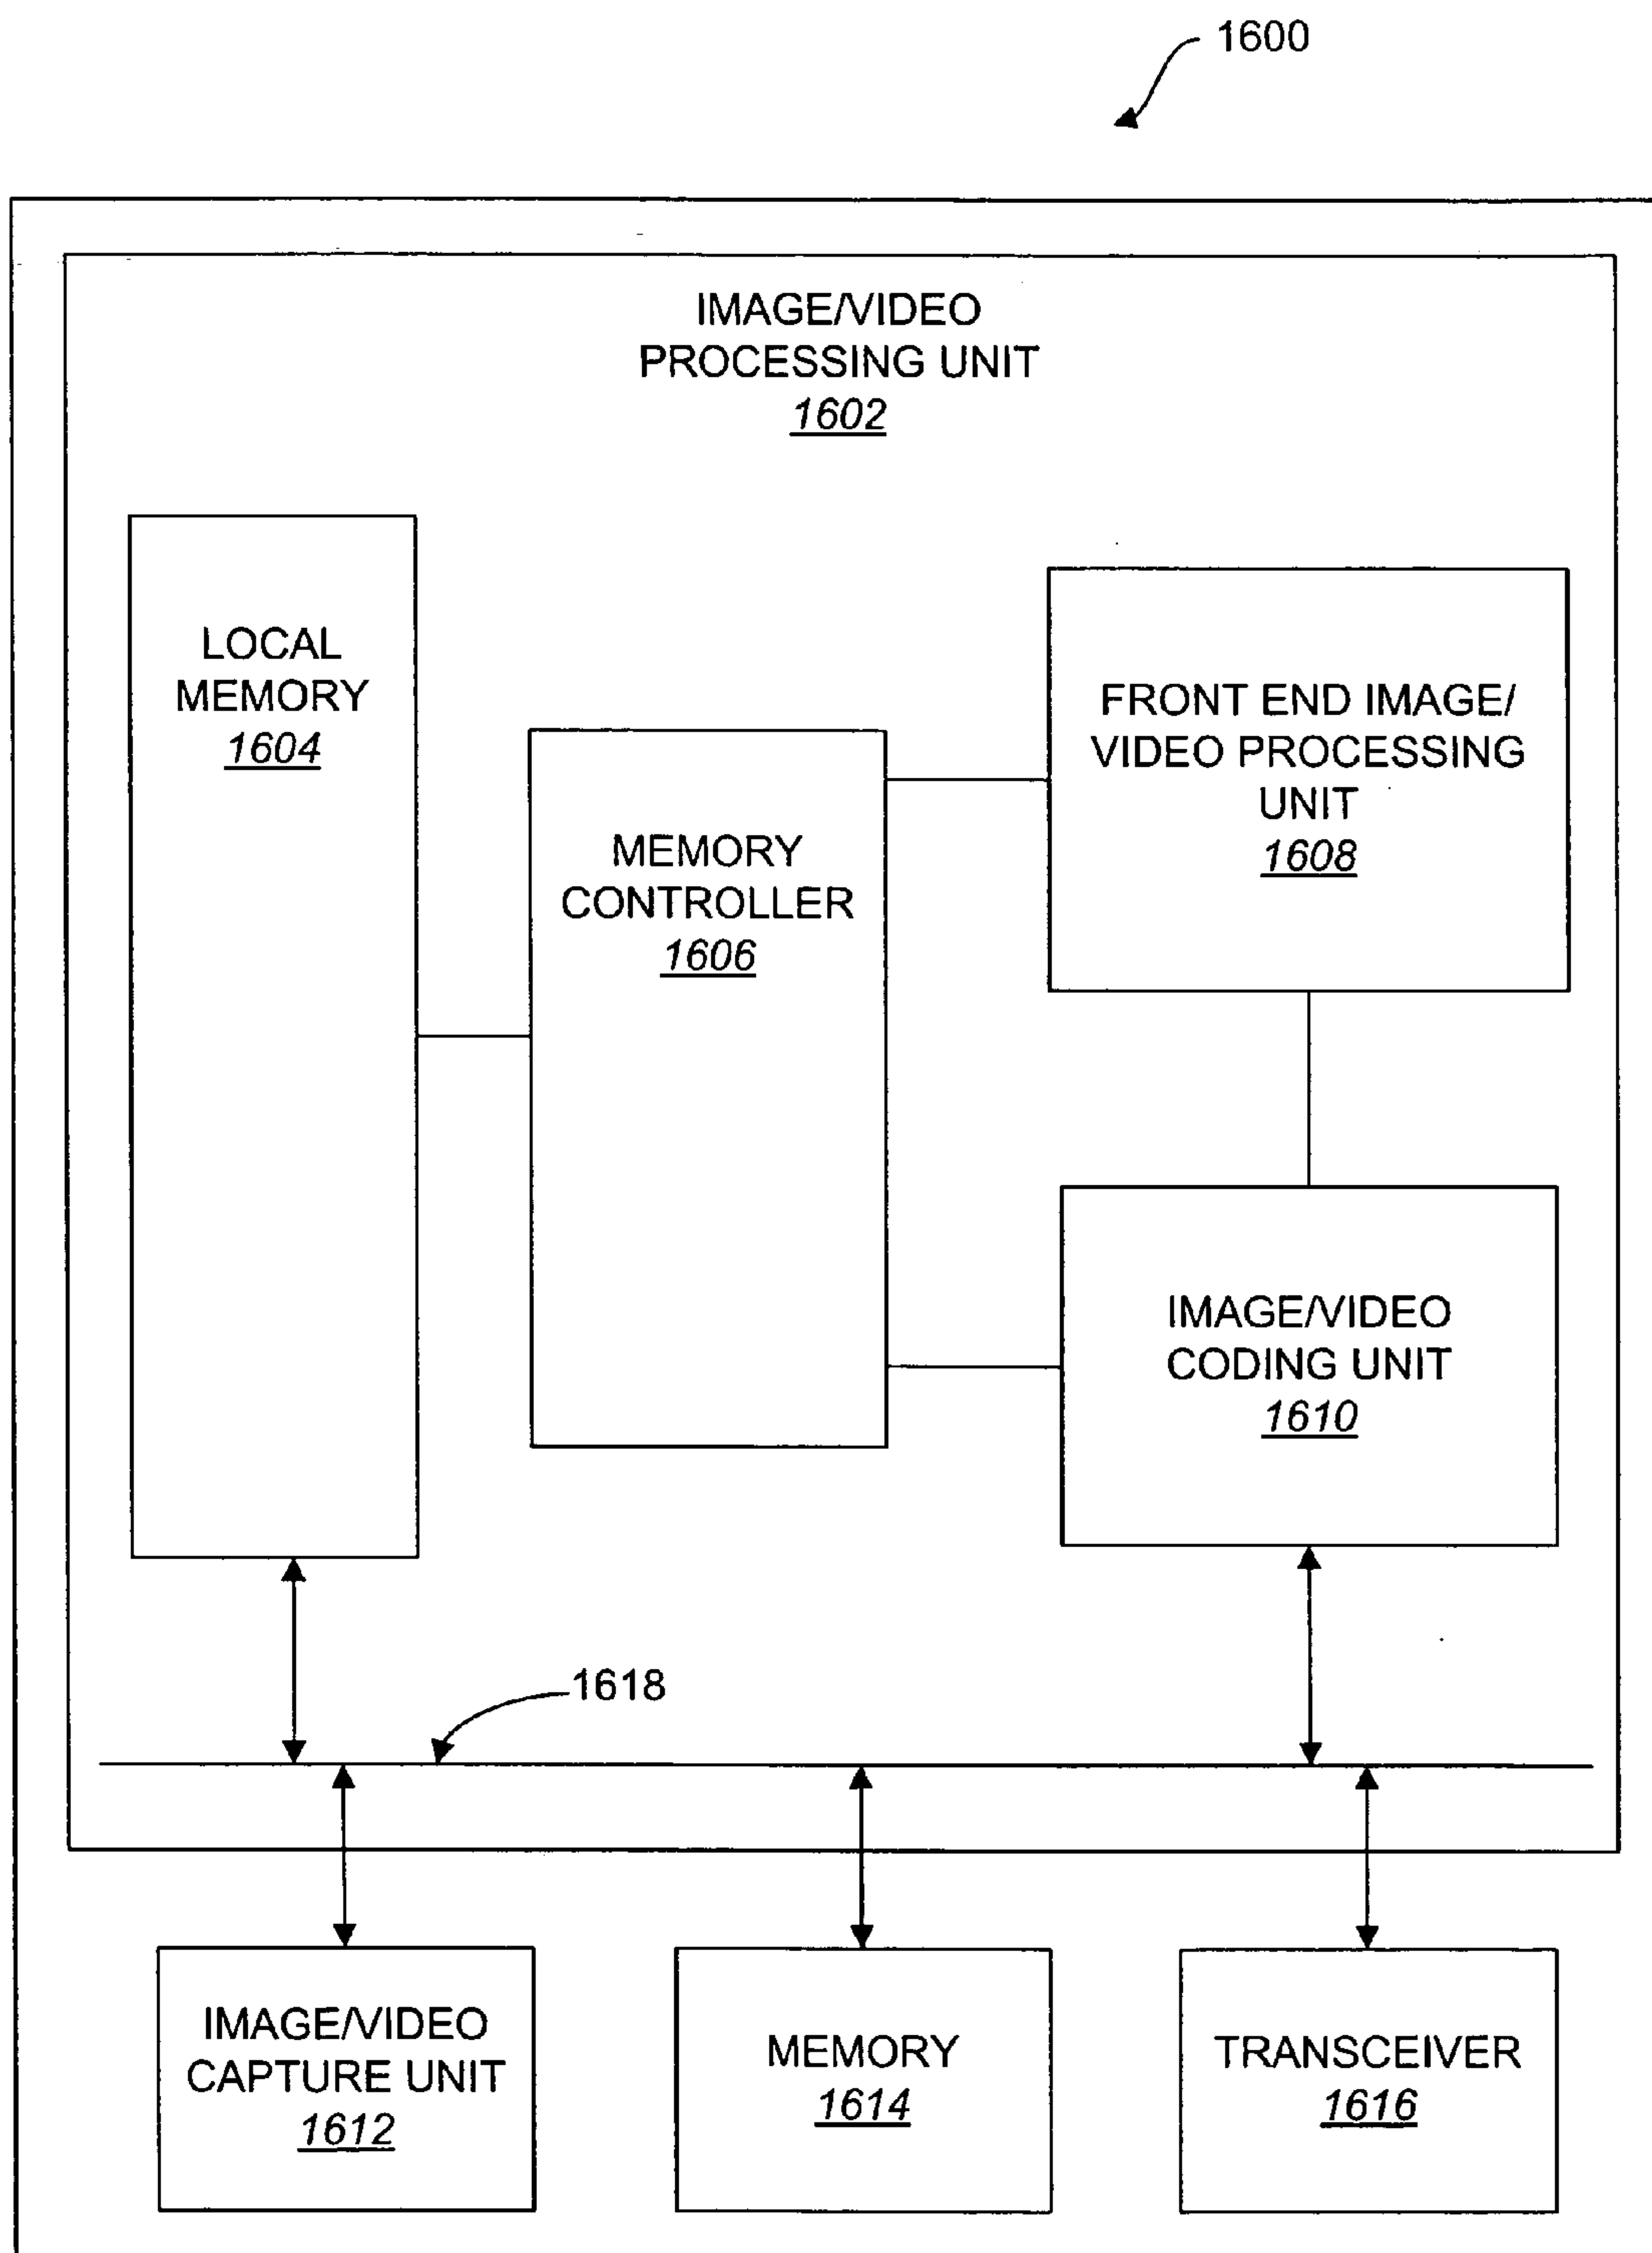 1600
IMAGE/VIDEO
PROCESSING UNIT
1602
LOCAL
MEMORY
1604
MEMORY
CONTROLLER
1606
FRONT END IMAGE/
VIDEO PROCESSING
UNIT
1608
IMAGE/VIDEO
CODING UNIT
1610
1618
IMAGE/VIDEO
CAPTURE UNIT
1612
MEMORY
1614
TRANSCEIVER
1616